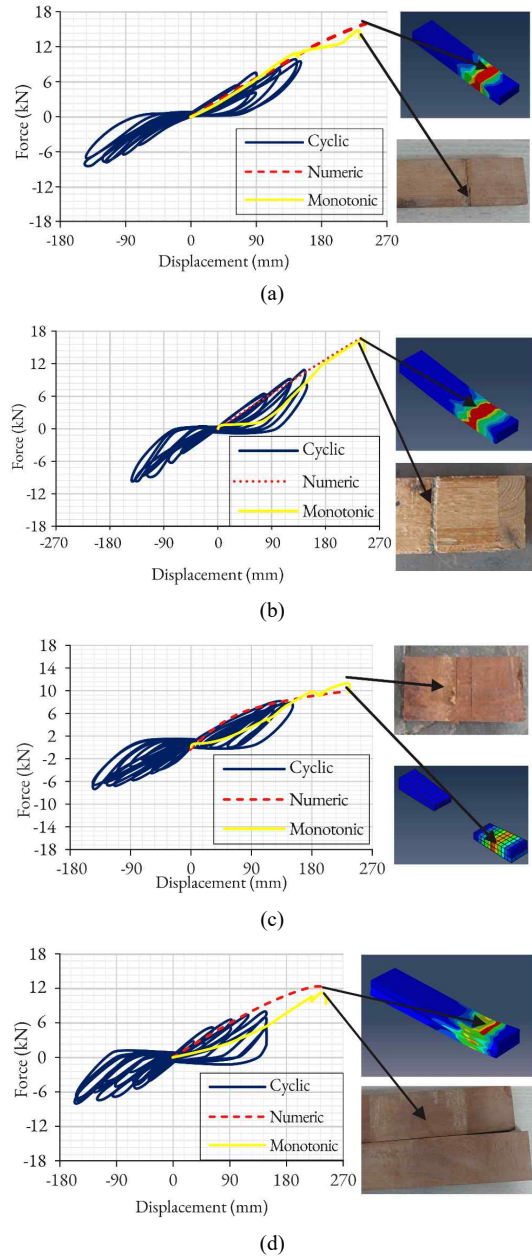 18
12
6
0
-6
-12
-18
Force (kN)
Cyclic
Numeric
Monotonic
-180 -90 0 90 180 270
Displacement (mm)
(a)
18
12
6
0
-6
-12
-18
Force (kN)
Cyclic
Numeric
Monotonic
-270 -180 -90 0 90 180 270
Displacement (mm)
(b)
18
14
10
6
2
-2
-6
-10
-14
-18
Force (kN)
Cyclic
Numeric
Monotonic
-180 -90 0 90 180 270
Displacement (mm)
(c)
18
12
6
0
-6
-12
-18
Force (kN)
Cyclic
Numeric
Monotonic
-180 -90 0 90 180 270
Displacement (mm)
(d)